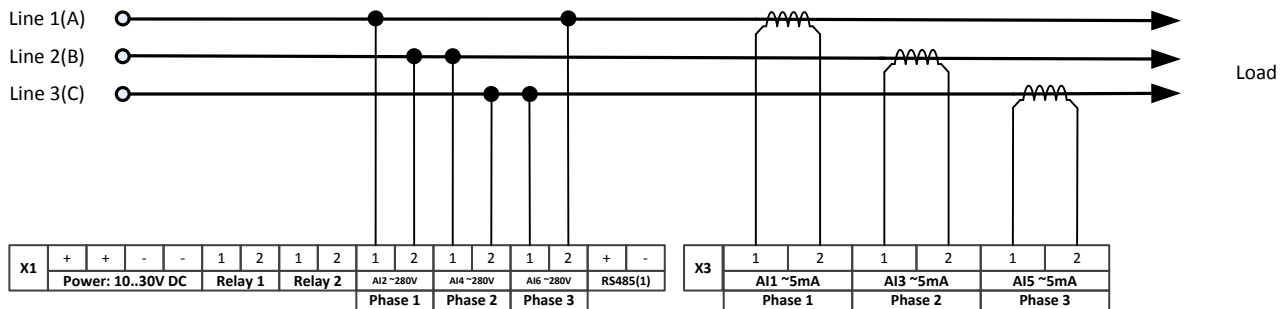 Line 1(A)
Line 2(B)
Line 3(C)
Load
X1 + + - - 1 2 1 2 1 2 1 2 1 2 + -
Power: 10..30V DC Relay 1 Relay 2 AI2 ~280V AI4 ~280V AI6 ~280V RS485(1)
Phase 1 Phase 2 Phase 3
X3 1 2 1 2 1 2
AI1 ~5mA AI3 ~5mA AI5 ~5mA
Phase 1 Phase 2 Phase 3